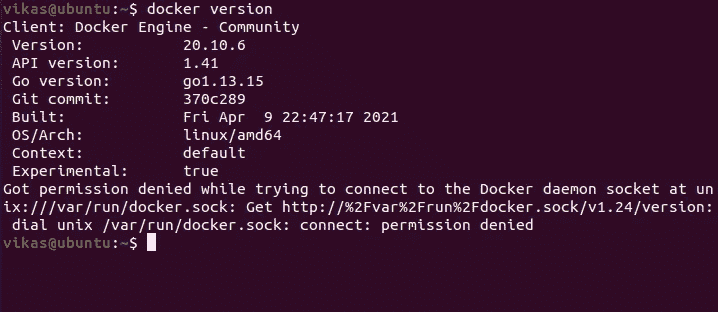 vikas@ubuntu:~$ docker version
Client: Docker Engine - Community
 Version:           20.10.6
 API version:       1.41
 Go version:        go1.13.15
 Git commit:        370c289
 Built:             Fri Apr  9 22:47:17 2021
 OS/Arch:           linux/amd64
 Context:           default
 Experimental:      true
Got permission denied while trying to connect to the Docker daemon socket at un
ix:///var/run/docker.sock: Get http://%2Fvar%2Frun%2Fdocker.sock/v1.24/version:
 dial unix /var/run/docker.sock: connect: permission denied
vikas@ubuntu:~$